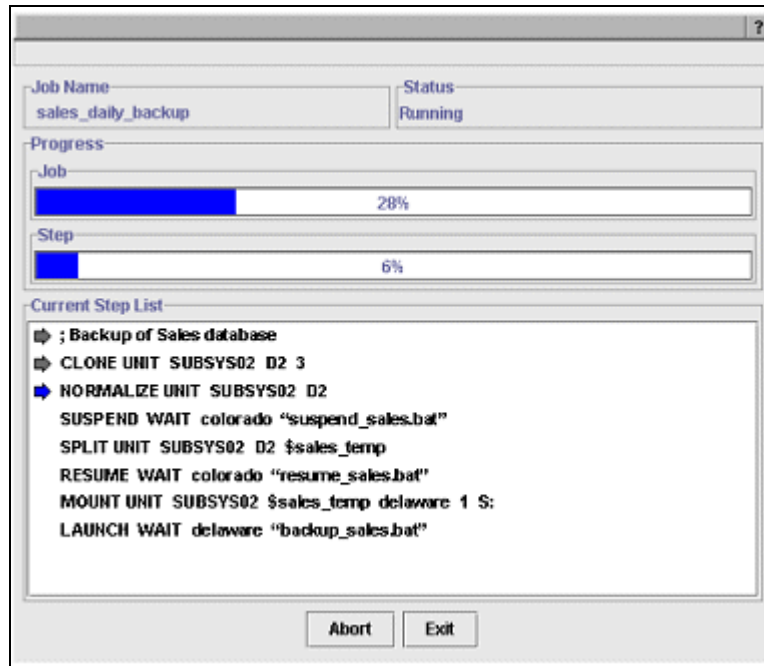 ?
Job Name
Status
sales_daily_backup
Running
Progress
Job
28%
Step
6%
Current Step List
; Backup of Sales database
CLONE UNIT SUBSYS02 D2 3
NORMALIZE UNIT SUBSYS02 D2
SUSPEND WAIT colorado “suspend_sales.bat”
SPLIT UNIT SUBSYS02 D2 $sales_temp
RESUME WAIT colorado “resume_sales.bat”
MOUNT UNIT SUBSYS02 $sales_temp delaware 1 S:
LAUNCH WAIT delaware “backup_sales.bat”
Abort Exit